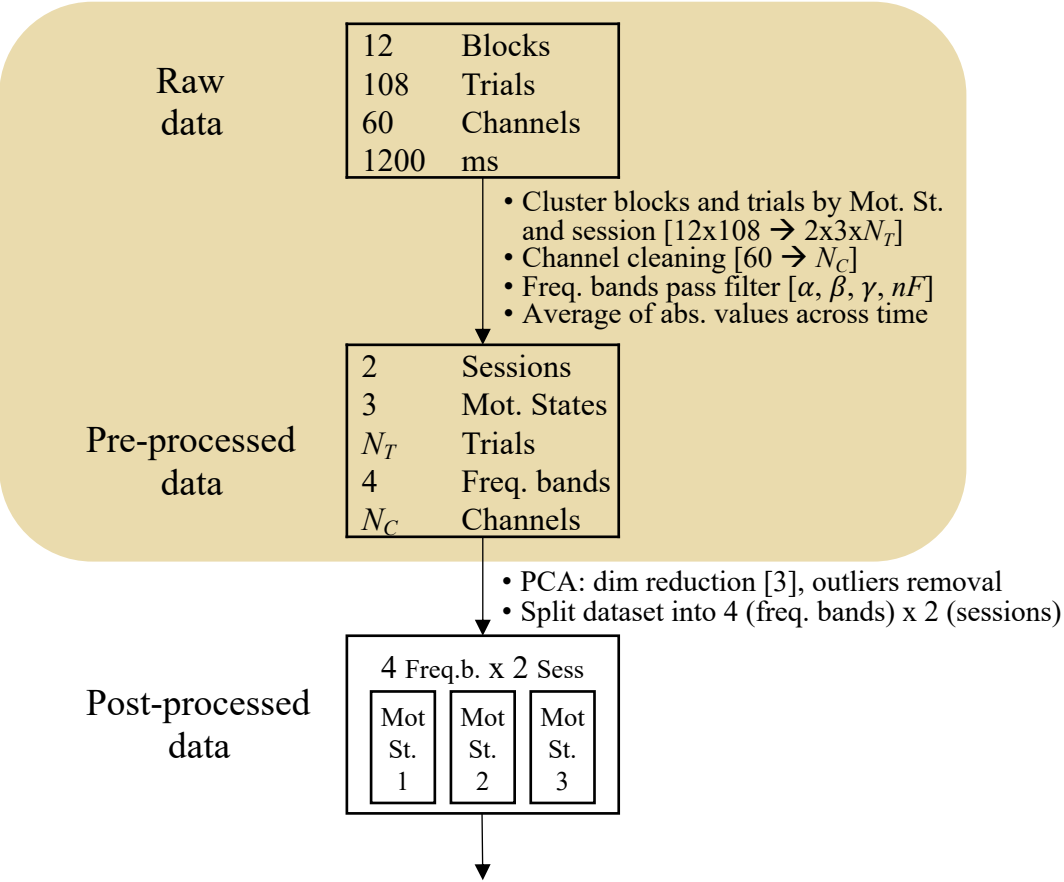 Raw
data
12 Blocks
108 Trials
60 Channels
1200 ms
• Cluster blocks and trials by Mot. St.
and session [12x108 → 2x3xN_T]
• Channel cleaning [60 → N_C]
• Freq. bands pass filter [α, β, γ, nF]
• Average of abs. values across time
Pre-processed
data
2 Sessions
3 Mot. States
N_T Trials
4 Freq. bands
N_C Channels
• PCA: dim reduction [3], outliers removal
• Split dataset into 4 (freq. bands) x 2 (sessions)
Post-processed
data
4 Freq.b. x 2 Sess
Mot Mot Mot
St. St. St.
1 2 3